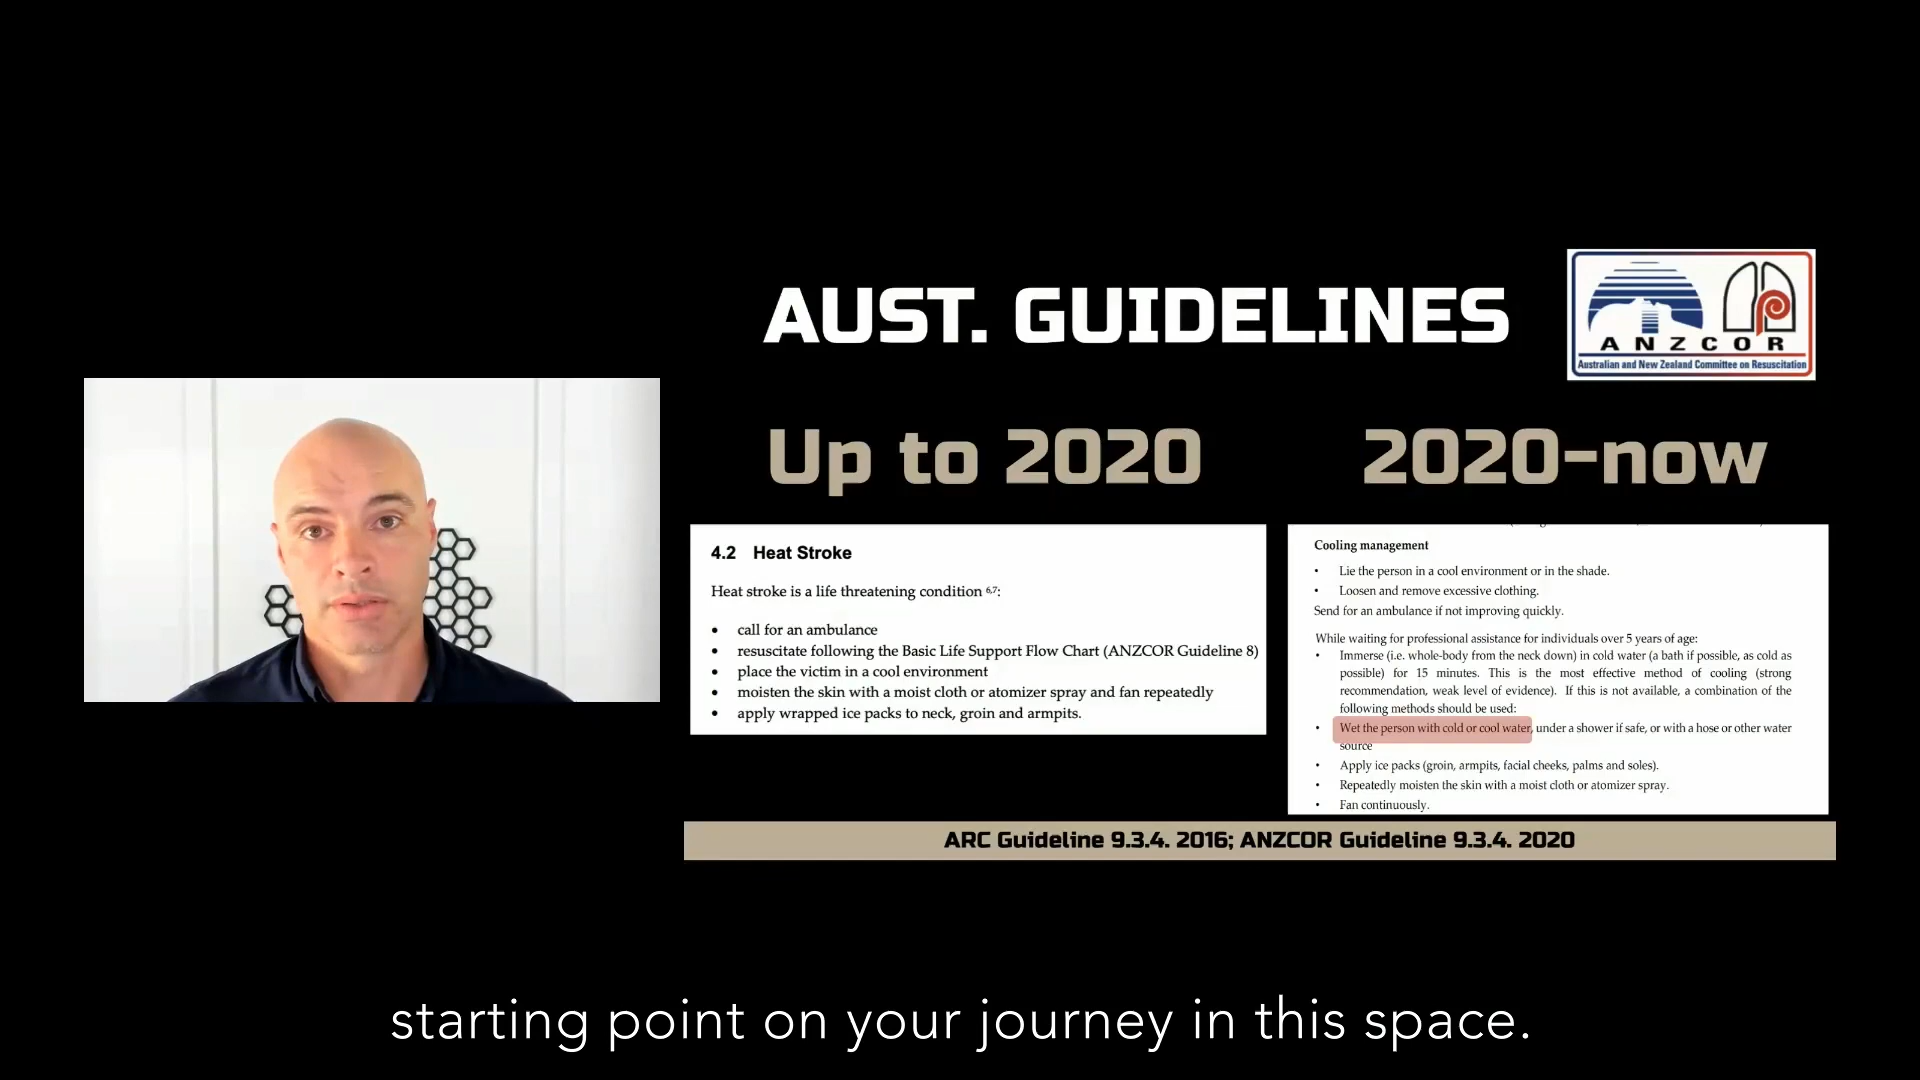 AUST. GUIDELINES
ANZCOR
Australian and New Zealand Committee on Resuscitation
Up to 2020
2020-now
4.2 Heat Stroke
Heat stroke is a life threatening condition 6,7:
• call for an ambulance
• resuscitate following the Basic Life Support Flow Chart (ANZCOR Guideline 8)
• place the victim in a cool environment
• moisten the skin with a moist cloth or atomizer spray and fan repeatedly
• apply wrapped ice packs to neck, groin and armpits.
Cooling management
• Lie the person in a cool environment or in the shade.
• Loosen and remove excessive clothing.
Send for an ambulance if not improving quickly.
While waiting for professional assistance for individuals over 5 years of age:
• Immerse (i.e. whole-body from the neck down) in cold water (a bath if possible, as cold as
possible) for 15 minutes. This is the most effective method of cooling (strong
recommendation, weak level of evidence). If this is not available, a combination of the
following methods should be used:
• Wet the person with cold or cool water, under a shower if safe, or with a hose or other water
source
• Apply ice packs (groin, armpits, facial cheeks, palms and soles).
• Repeatedly moisten the skin with a moist cloth or atomizer spray.
• Fan continuously.
ARC Guideline 9.3.4. 2016; ANZCOR Guideline 9.3.4. 2020
starting point on your journey in this space.